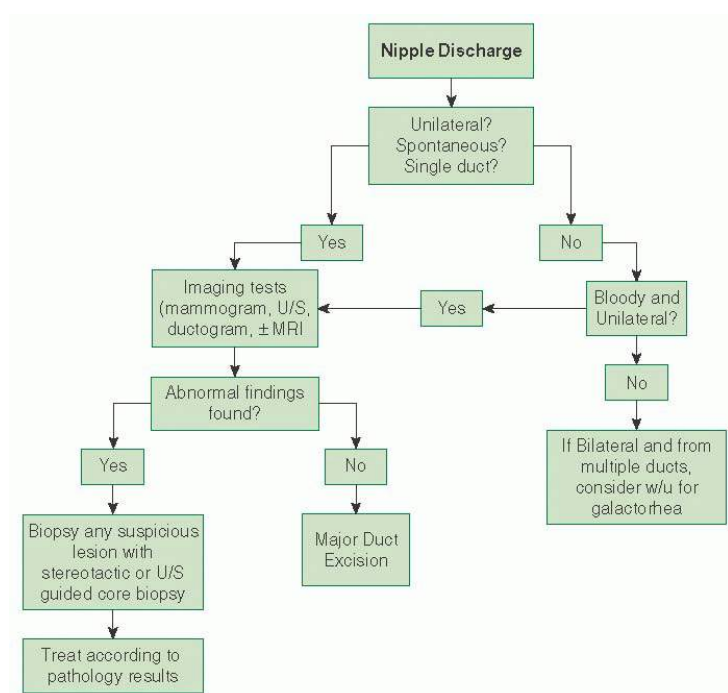 Nipple Discharge
Unilateral?
Spontaneous?
Single duct?
Yes
No
Imaging tests
(mammogram, U/S,
ductogram, ± MRI
Yes
Bloody and
Unilateral?
Abnormal findings
found?
No
Yes
No
If Bilateral and from
multiple ducts,
consider w/u for
galactorhea
Biopsy any suspicious
lesion with
stereotactic or U/S
guided core biopsy
Major Duct
Excision
Treat according to
pathology results